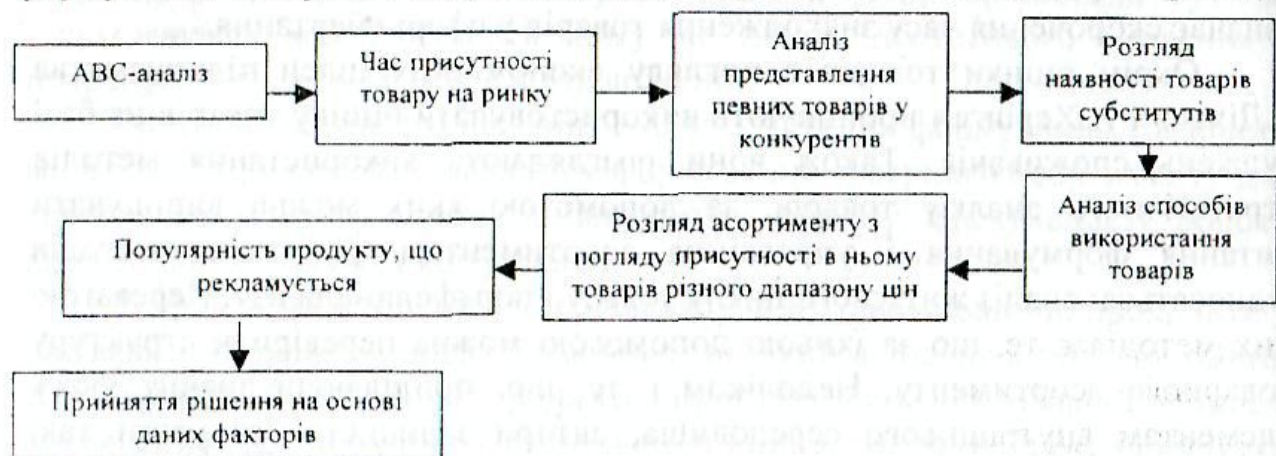 АВС-аналіз
Час присутності
товару на ринку
Аналіз
представлення
певних товарів у
конкурентів
Розгляд
наявності товарів
субститутів
Аналіз способів
використання
товарів
Розгляд асортименту з
погляду присутності в ньому
товарів різного діапазону цін
Популярність продукту, що
рекламується
Прийняття рішення на основі
даних факторів